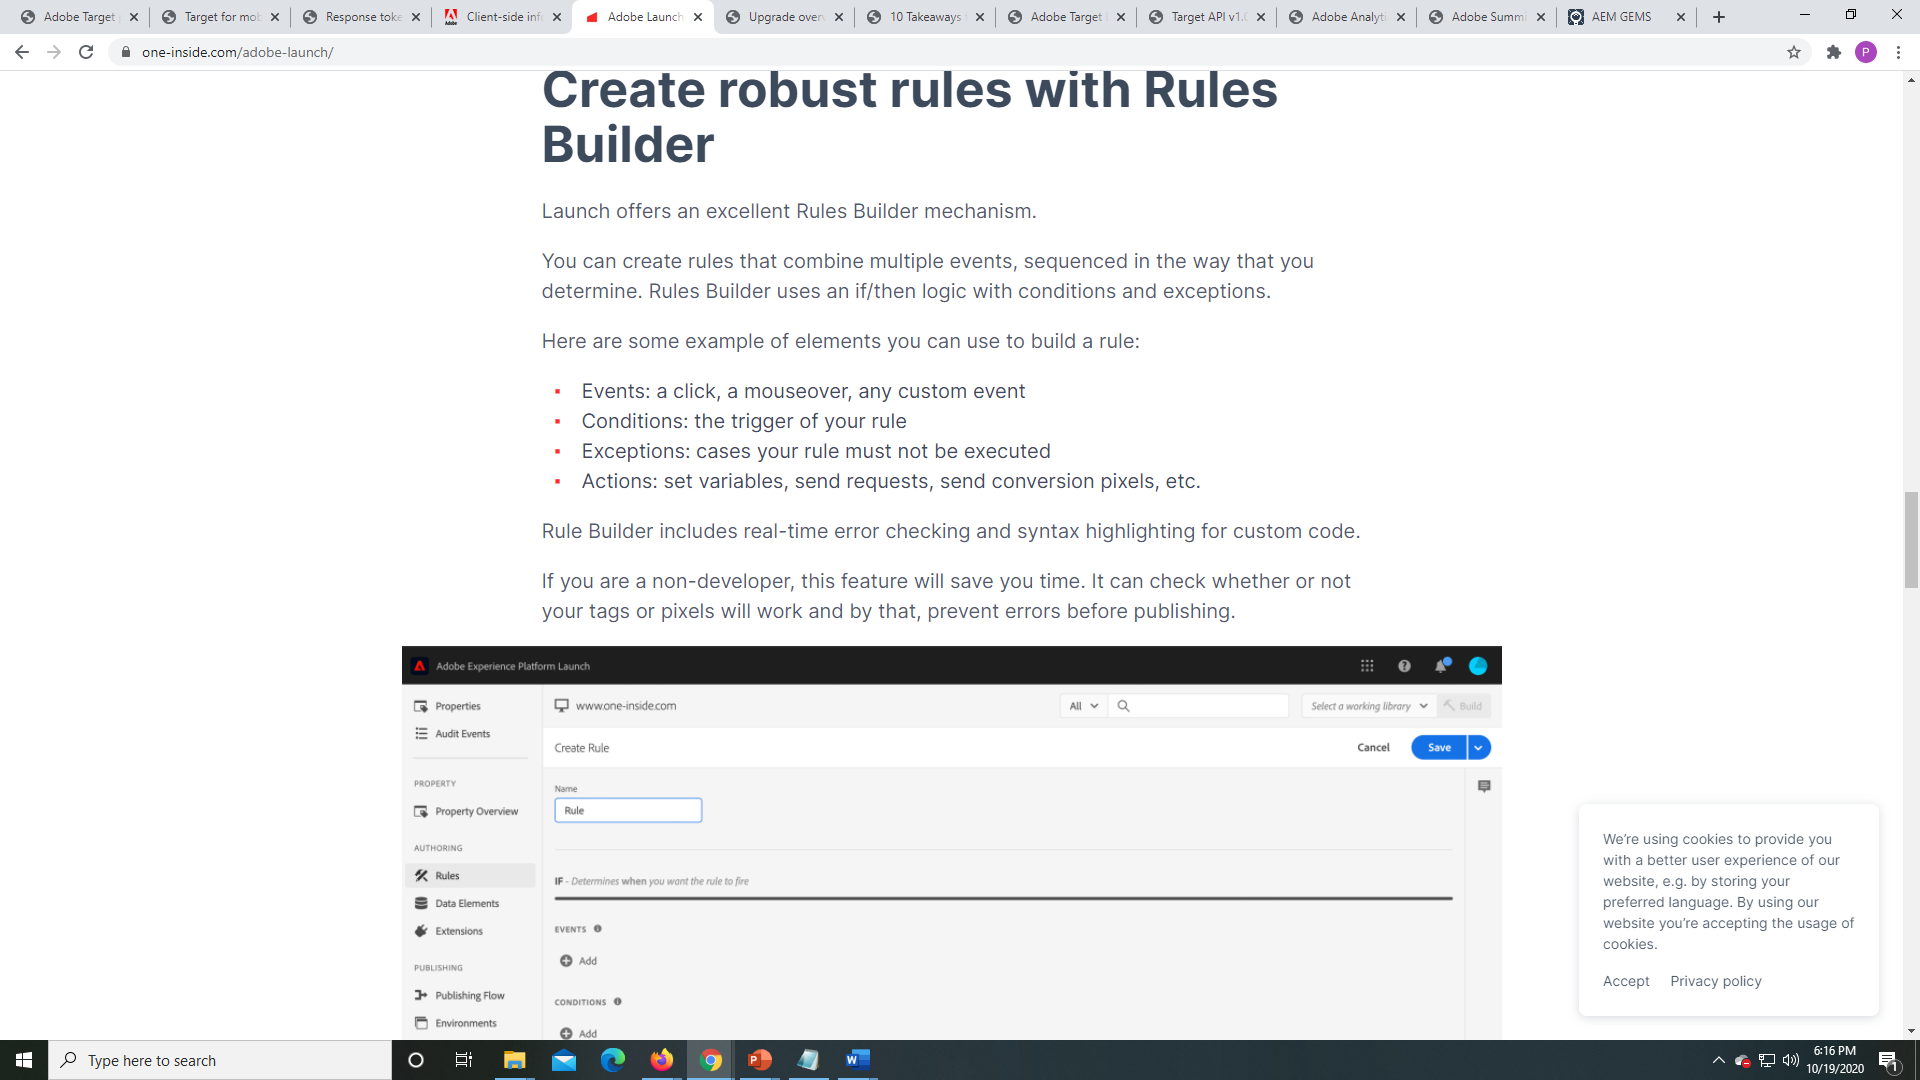 Adobe Target
Target for mob
Response toke
Client-side info
Adobe Launch
Upgrade over
10 Takeaways
Adobe Target
Target API v1.
Adobe Analyti
Adobe Summi
AEM GEMS
one-inside.com/adobe-launch/
P
Create robust rules with Rules
Builder
Launch offers an excellent Rules Builder mechanism.
You can create rules that combine multiple events, sequenced in the way that you
determine. Rules Builder uses an if/then logic with conditions and exceptions.
Here are some example of elements you can use to build a rule:
Events: a click, a mouseover, any custom event
Conditions: the trigger of your rule
Exceptions: cases your rule must not be executed
Actions: set variables, send requests, send conversion pixels, etc.
Rule Builder includes real-time error checking and syntax highlighting for custom code.
If you are a non-developer, this feature will save you time. It can check whether or not
your tags or pixels will work and by that, prevent errors before publishing.
Adobe Experience Platform Launch
Properties
Audit Events
PROPERTY
Property Overview
AUTHORING
Rules
Data Elements
Extensions
PUBLISHING
Publishing Flow
Environments
www.one-inside.com
All
Select a working library
Build
Create Rule
Cancel
Save
Name
Rule
IF - Determines when you want the rule to fire
EVENTS
Add
CONDITIONS
Add
We're using cookies to provide you
with a better user experience of our
website, e.g. by storing your
preferred language. By using our
website you're accepting the usage of
cookies.
Accept Privacy policy
Type here to search
6:16 PM
10/19/2020
1